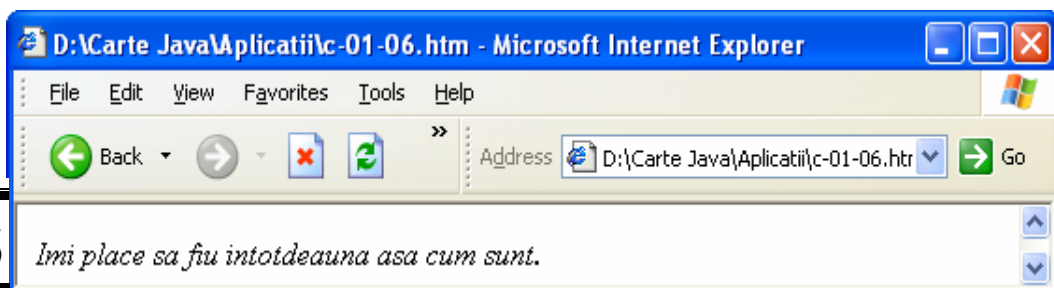 D:\Carte Java\Aplicatii\c-01-06.htm - Microsoft Internet Explorer
File Edit View Favorites Tools Help
Back » Address D:\Carte Java\Aplicatii\c-01-06.htm Go
Imi place sa fiu intotdeauna asa cum sunt.